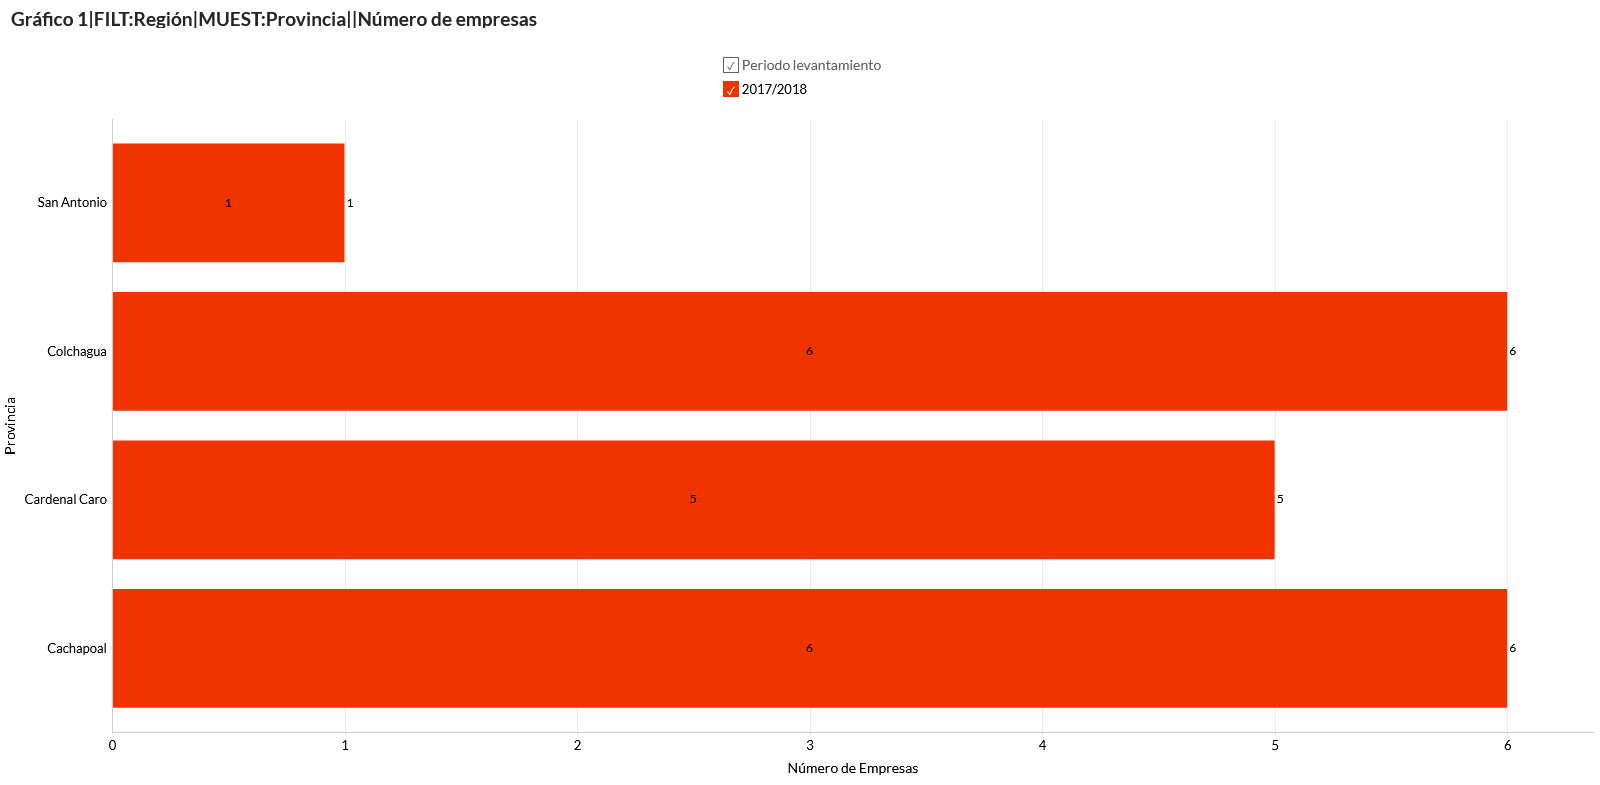 Gráfico 1|FILT:Región|MUEST:Provincia||Número de empresas
Periodo levantamiento
2017/2018
San Antonio
1
1
Colchagua
6
6
Provincia
Cardenal Caro
5
5
Cachapoal
6
6
0 1 2 3 4 5 6
Número de Empresas